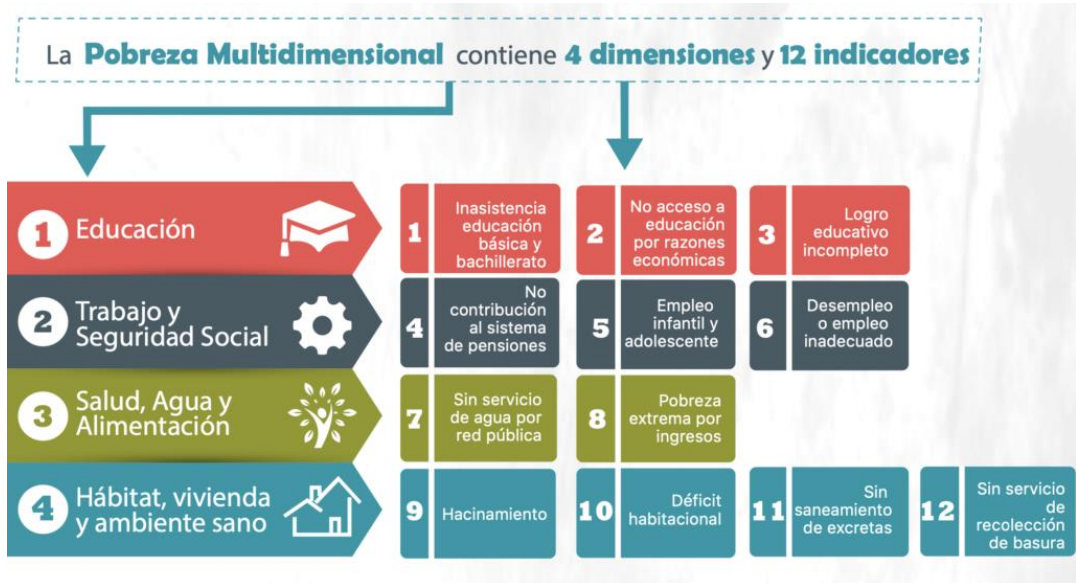 La Pobreza Multidimensional contiene 4 dimensiones y 12 indicadores
1 Educación
1
Inasistencia
educación
básica y
bachillerato
2
No acceso a
educación
por razones
económicas
3
Logro
educativo
incompleto
2 Trabajo y
Seguridad Social
4
No
contribución
al sistema
de pensiones
5
Empleo
infantil y
adolescente
6
Desempleo
o empleo
inadecuado
3 Salud, Agua y
Alimentación
7
Sin servicio
de agua por
red pública
8
Pobreza
extrema por
ingresos
4 Hábitat, vivienda
y ambiente sano
9
Hacinamiento
10
Déficit
habitacional
11
Sin
saneamiento
de excretas
12
Sin servicio
de
recolección
de basura